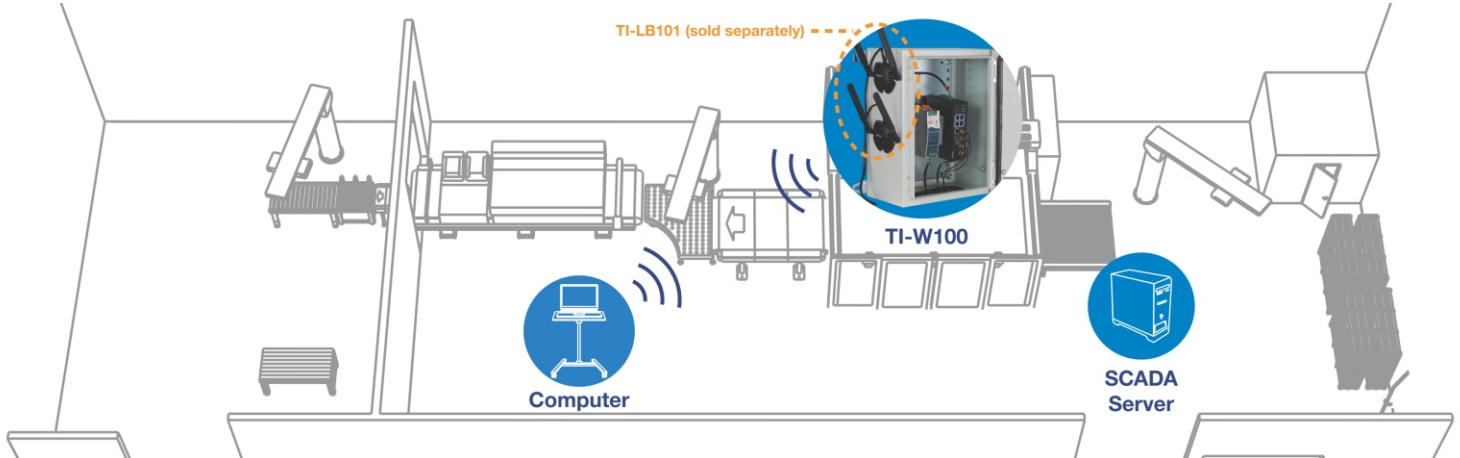 TI-LB101 (sold separately)
TI-W100
Computer
SCADA
Server